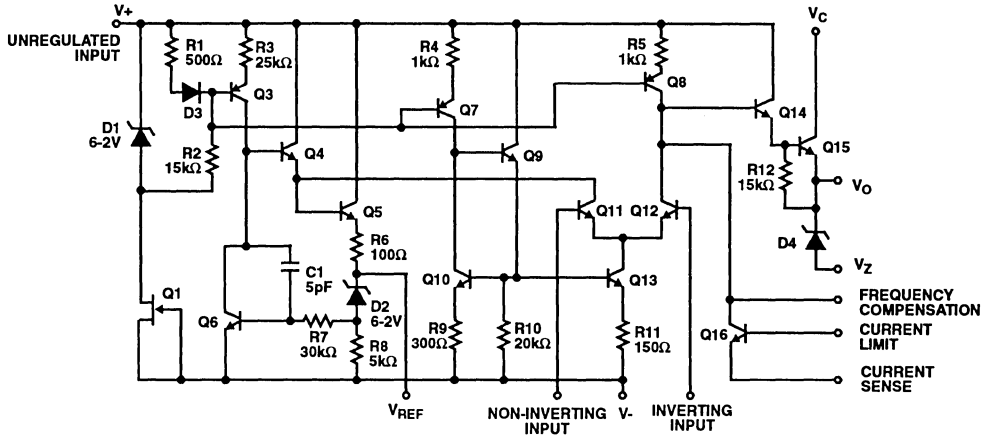 V+
UNREGULATED
INPUT
R1
500Ω
R3
25kΩ
R4
1kΩ
R5
1kΩ
VC
D3
Q3
Q7
Q8
Q14
D1
6-2V
R2
15kΩ
Q4
Q9
Q15
R12
15kΩ
VO
Q5
Q11
Q12
R6
100Ω
D4
VZ
C1
5pF
Q10
Q13
Q1
Q6
D2
6-2V
FREQUENCY
COMPENSATION
R7
30kΩ
R8
5kΩ
R9
300Ω
R10
20kΩ
R11
150Ω
Q16
CURRENT
LIMIT
CURRENT
SENSE
VREF
NON-INVERTING
INPUT
V-
INVERTING
INPUT